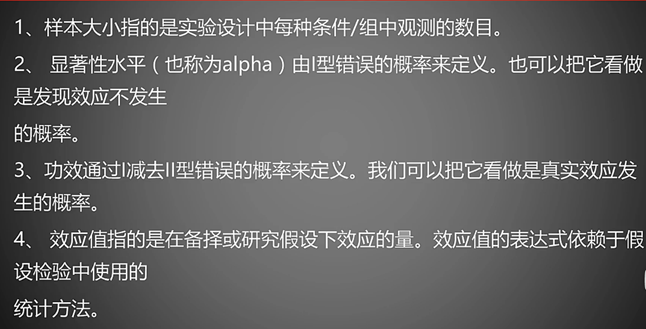 1、样本大小指的是实验设计中每种条件/组中观测的数目。
2、 显著性水平（也称为alpha）由I型错误的概率来定义。也可以把它看做
是发现效应不发生
的概率。
3、功效通过I减去II型错误的概率来定义。我们可以把它看做是真实效应发
生的概率。
4、 效应值指的是在备择或研究假设下效应的量。效应值的表达式依赖于假
设检验中使用的
统计方法。